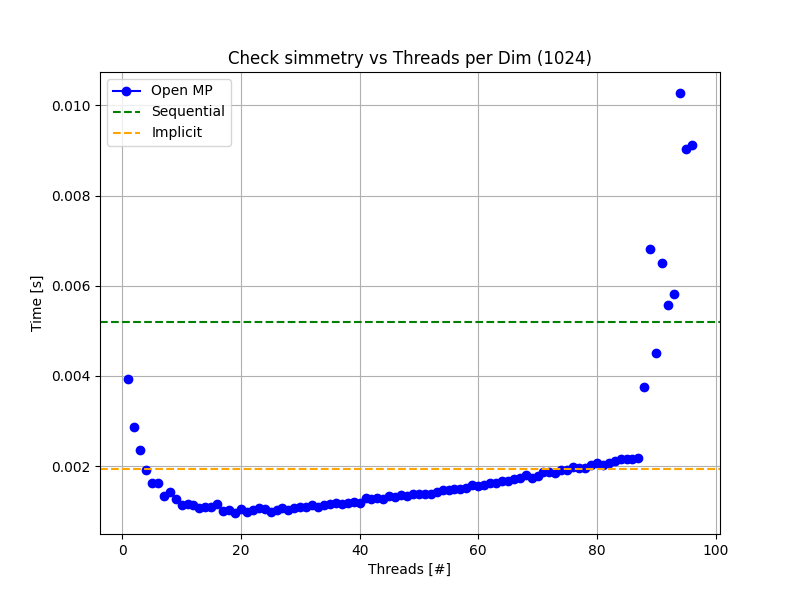 Check simmetry vs Threads per Dim (1024)
Open MP
Sequential
Implicit
0.010
0.008
0.006
0.004
0.002
Time [s]
0 20 40 60 80 100
Threads [#]